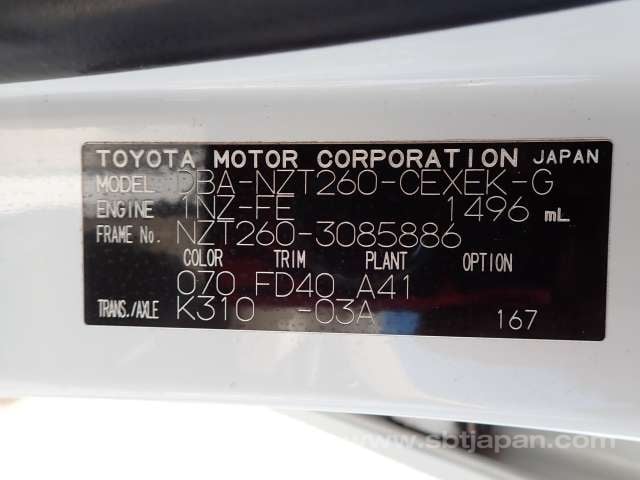 TOYOTA MOTOR CORPORATION JAPAN
MODEL DBA-NZT260-CEXEK-G
ENGINE 1NZ-FE 1496 mL
FRAME No. NZT260-3085886
COLOR TRIM PLANT OPTION
070 FD40 A41
TRANS./AXLE K310 -03A 167
www.sbtjapan.com